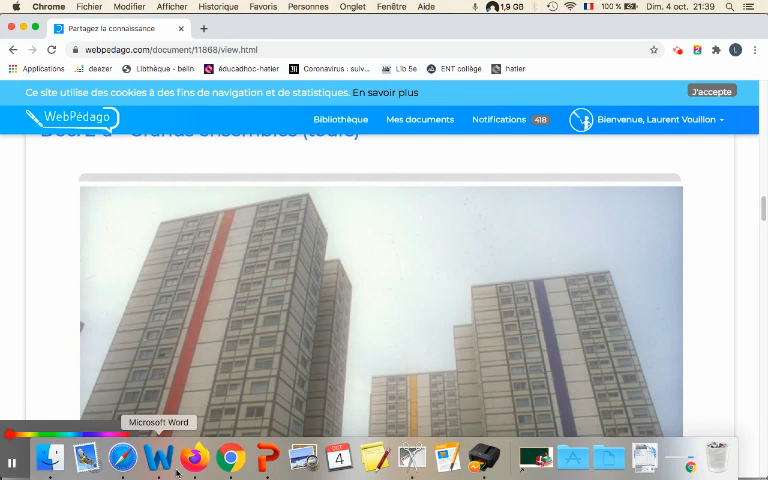 Chrome Fichier Modifier Afficher Historique Favoris Personnes Onglet Fenêtre Aide 1,9 GB 100 % Dim. 4 oct. 21:39
Partagez la connaissance
webpedago.com/document/11868/view.html
L
Applications deezer Libthèque - belin éducadhoc-hatier Coronavirus : suiv... Lib 5e ENT collège hatier
Ce site utilise des cookies à des fins de navigation et de statistiques. En savoir plus J'accepte
WebPédago Bibliothèque Mes documents Notifications 418 Bienvenue, Laurent Vouillon
Microsoft Word
OCT
4